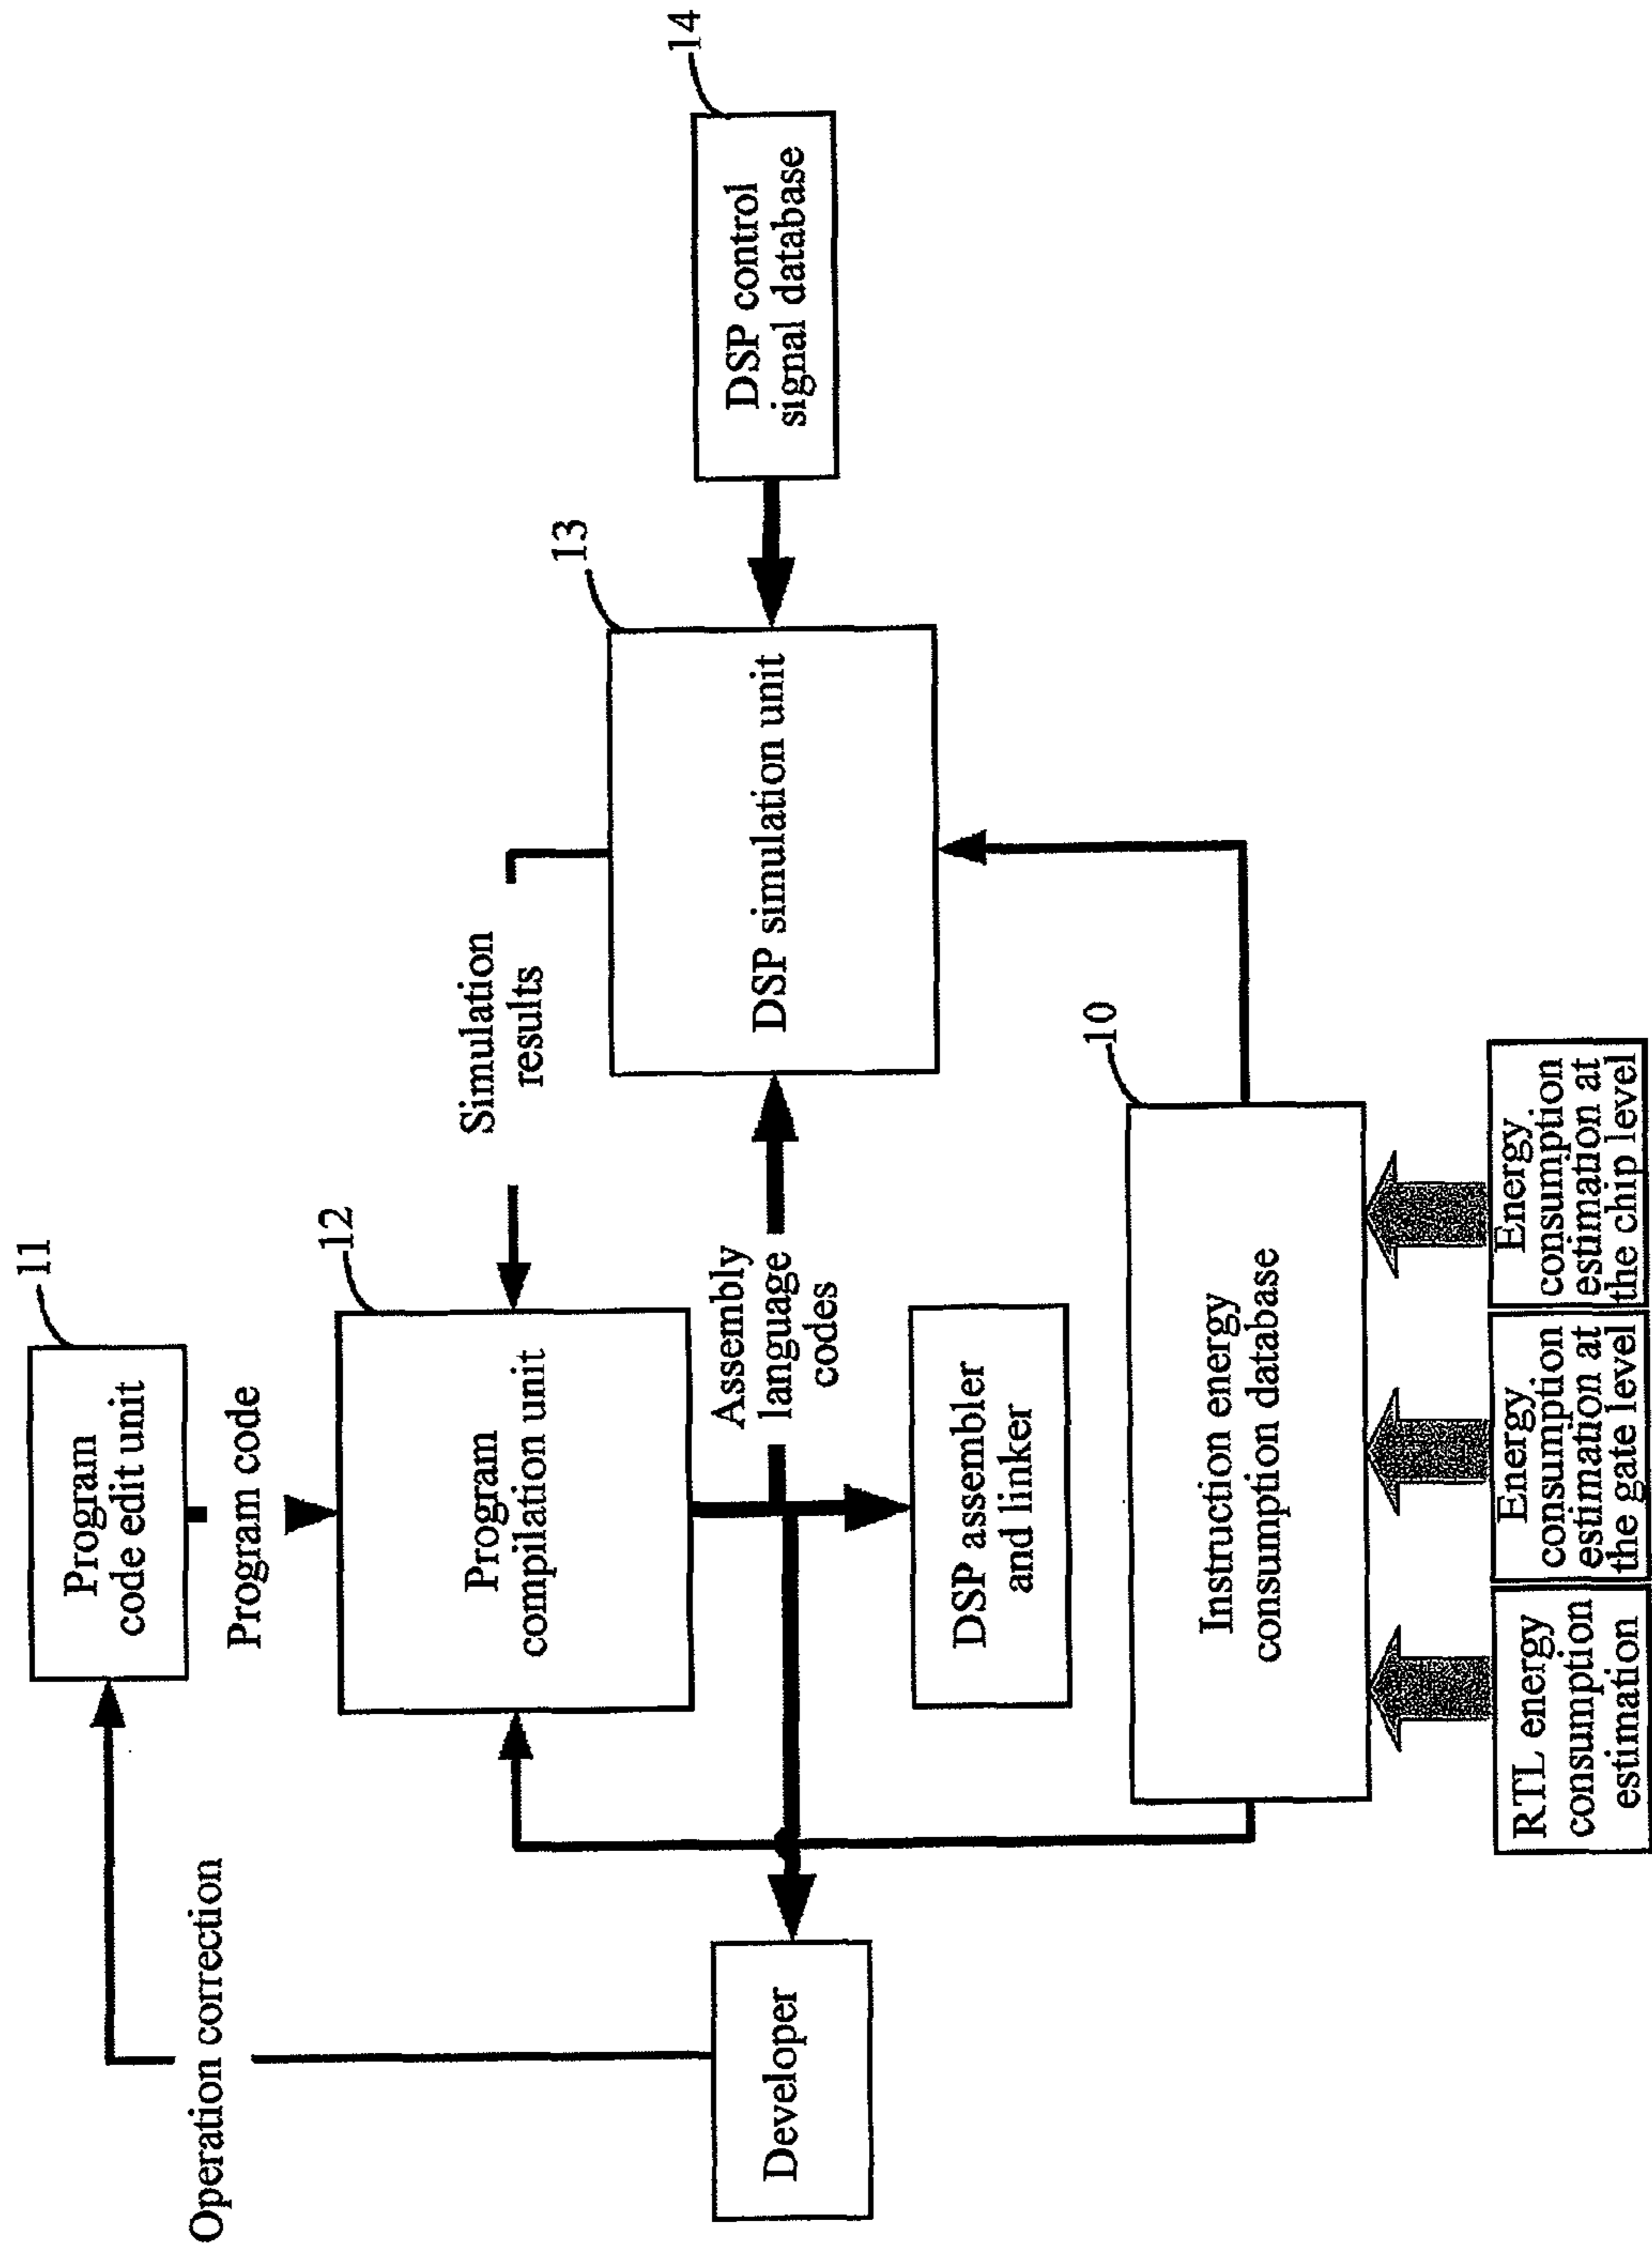 11
Program
code edit unit
Operation correction
Program code
12
Program
compilation unit
Simulation
results
13
DSP simulation unit
14
DSP control
signal database
Developer
Assembly
language
codes
DSP assembler
and linker
10
Instruction energy
consumption database
RTL energy
consumption
estimation
Energy
consumption
estimation at
the gate level
Energy
consumption
estimation at
the chip level